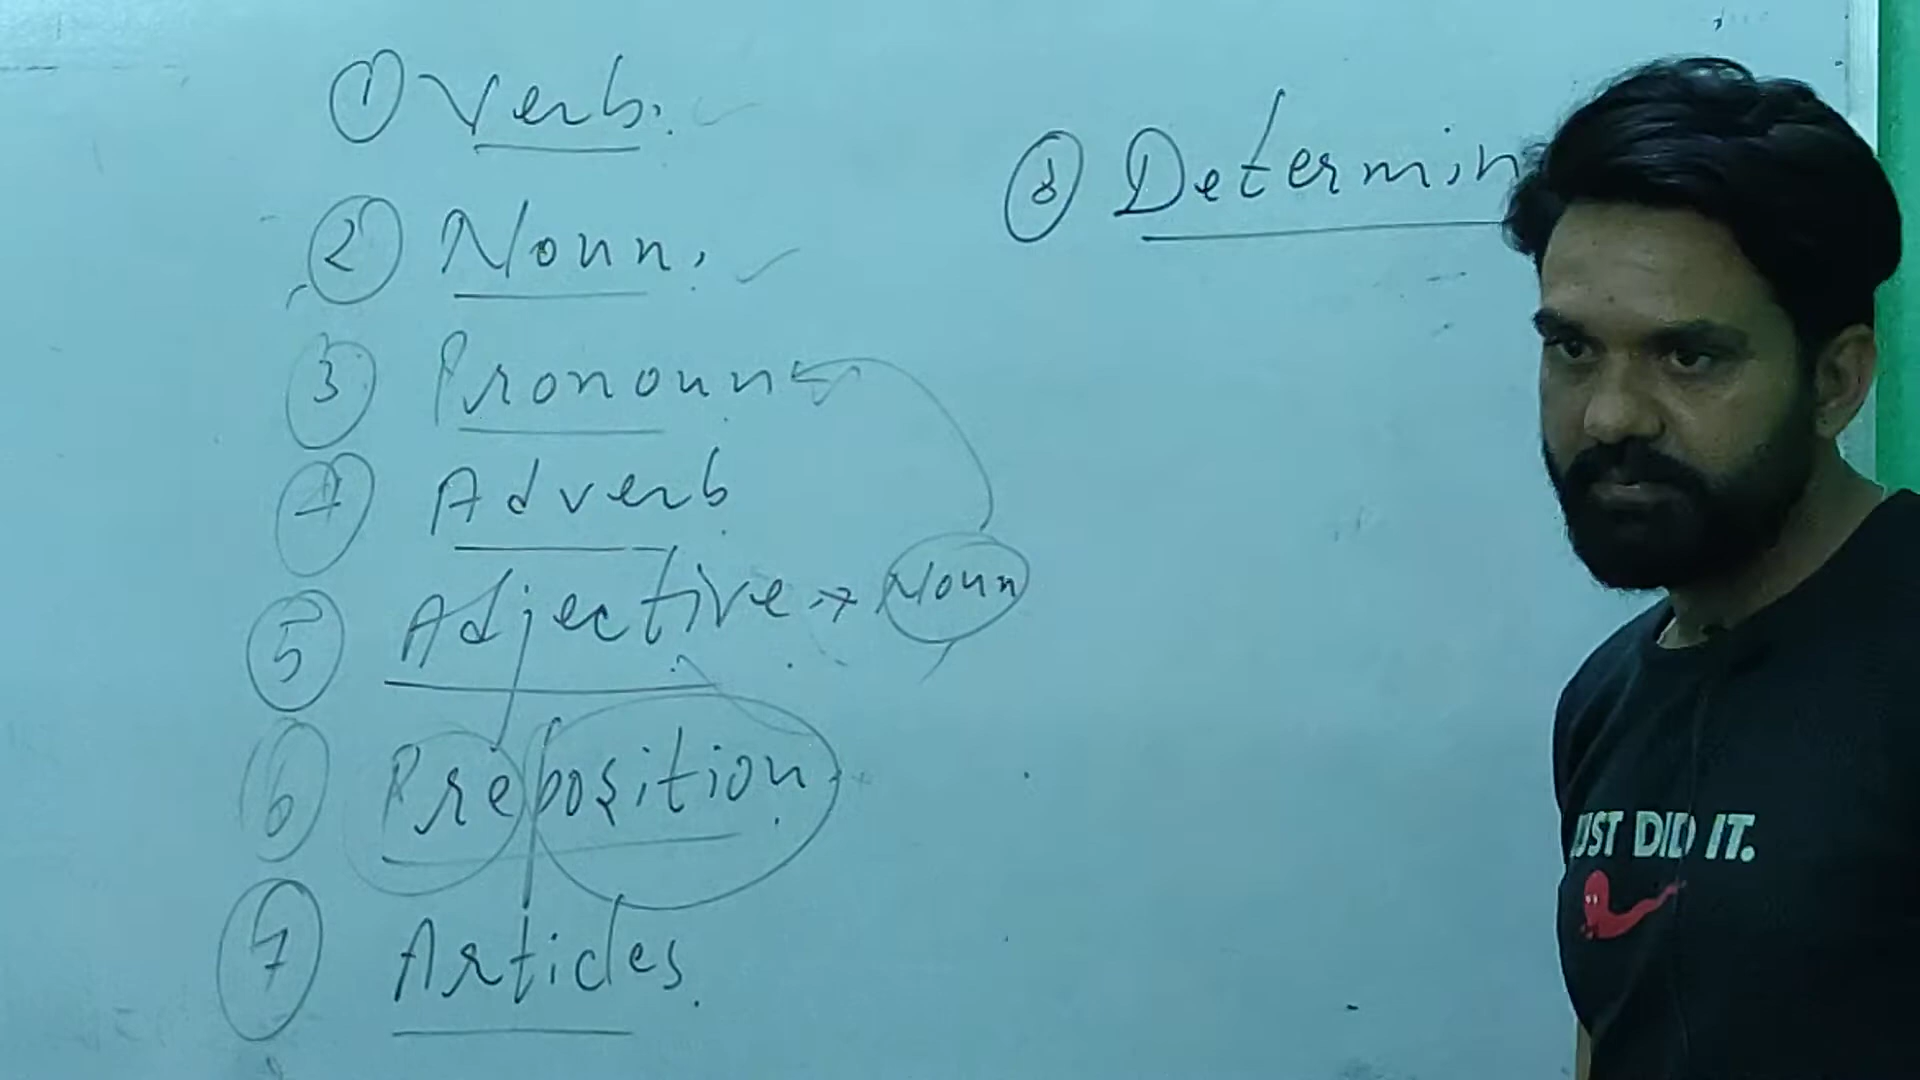 ① Verb.
② Noun.
③ Pronoun
④ Adverb
⑤ Adjective → Noun
⑥ Preposition
⑦ Articles.
⑧ Determin
JUST DID IT.